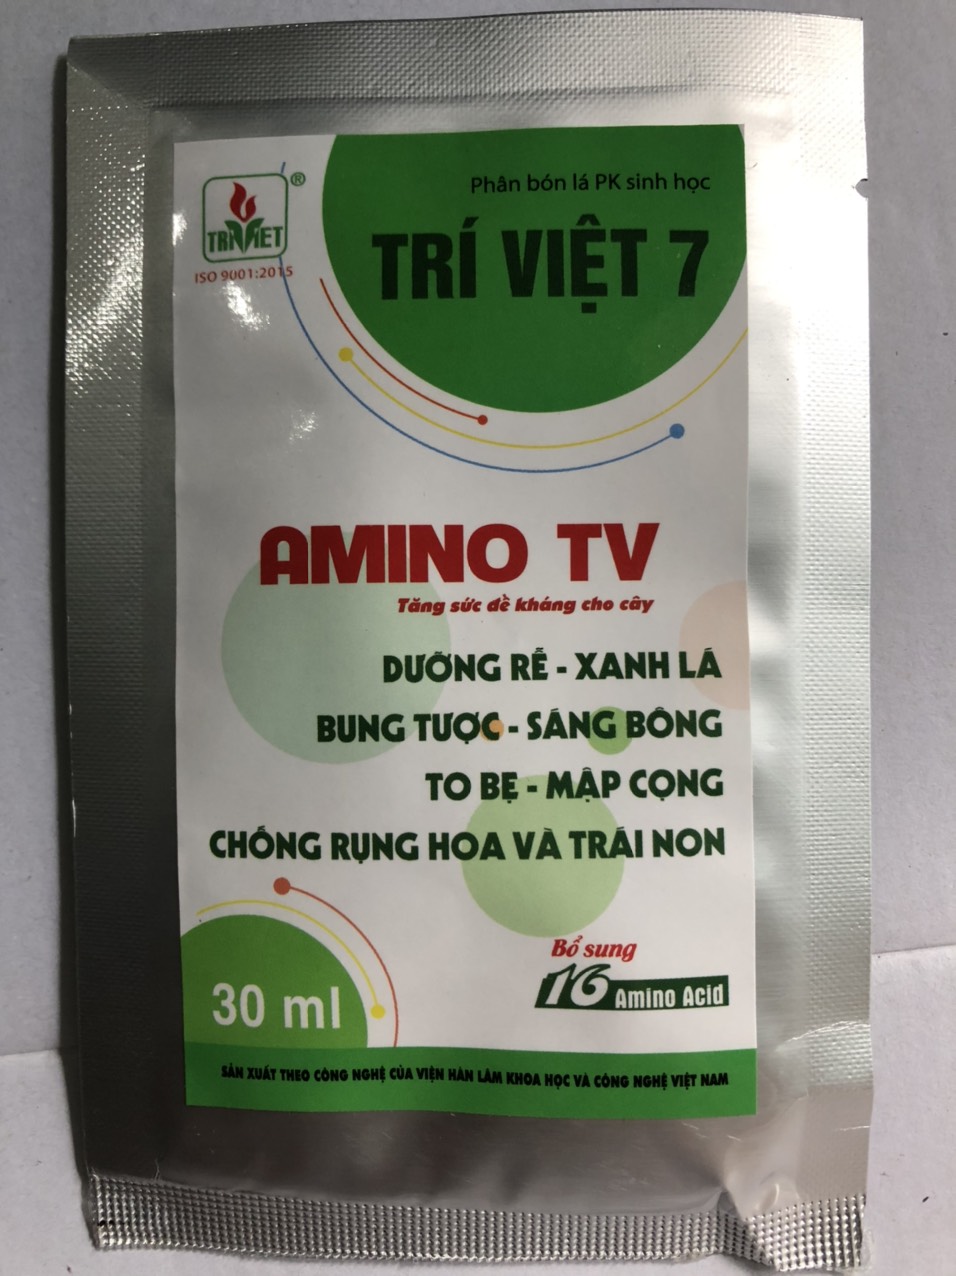 TRIVIET
®
ISO 9001:2015
Phân bón lá PK sinh học
TRÍ VIỆT 7
AMINO TV
Tăng sức đề kháng cho cây
DƯỠNG RỄ - XANH LÁ
BUNG TƯỢC - SÁNG BÔNG
TO BẸ - MẬP CỌNG
CHỐNG RỤNG HOA VÀ TRÁI NON
Bổ sung
16 Amino Acid
30 ml
SẢN XUẤT THEO CÔNG NGHỆ CỦA VIỆN HÀN LÂM KHOA HỌC VÀ CÔNG NGHỆ VIỆT NAM